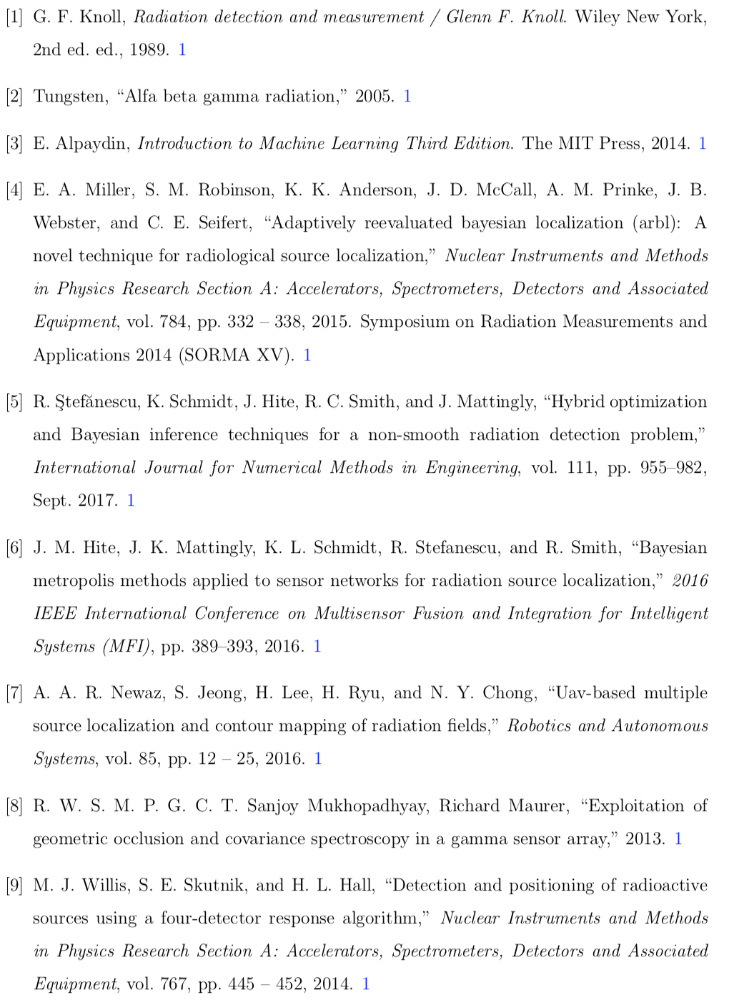 [1] G. F. Knoll, Radiation detection and measurement / Glenn F. Knoll. Wiley New York,
2nd ed. ed., 1989. 1
[2] Tungsten, “Alfa beta gamma radiation,” 2005. 1
[3] E. Alpaydin, Introduction to Machine Learning Third Edition. The MIT Press, 2014. 1
[4] E. A. Miller, S. M. Robinson, K. K. Anderson, J. D. McCall, A. M. Prinke, J. B.
Webster, and C. E. Seifert, “Adaptively reevaluated bayesian localization (arbl): A
novel technique for radiological source localization,” Nuclear Instruments and Methods
in Physics Research Section A: Accelerators, Spectrometers, Detectors and Associated
Equipment, vol. 784, pp. 332 – 338, 2015. Symposium on Radiation Measurements and
Applications 2014 (SORMA XV). 1
[5] R. Ştefănescu, K. Schmidt, J. Hite, R. C. Smith, and J. Mattingly, “Hybrid optimization
and Bayesian inference techniques for a non-smooth radiation detection problem,”
International Journal for Numerical Methods in Engineering, vol. 111, pp. 955–982,
Sept. 2017. 1
[6] J. M. Hite, J. K. Mattingly, K. L. Schmidt, R. Stefanescu, and R. Smith, “Bayesian
metropolis methods applied to sensor networks for radiation source localization,” 2016
IEEE International Conference on Multisensor Fusion and Integration for Intelligent
Systems (MFI), pp. 389–393, 2016. 1
[7] A. A. R. Newaz, S. Jeong, H. Lee, H. Ryu, and N. Y. Chong, “Uav-based multiple
source localization and contour mapping of radiation fields,” Robotics and Autonomous
Systems, vol. 85, pp. 12 – 25, 2016. 1
[8] R. W. S. M. P. G. C. T. Sanjoy Mukhopadhyay, Richard Maurer, “Exploitation of
geometric occlusion and covariance spectroscopy in a gamma sensor array,” 2013. 1
[9] M. J. Willis, S. E. Skutnik, and H. L. Hall, “Detection and positioning of radioactive
sources using a four-detector response algorithm,” Nuclear Instruments and Methods
in Physics Research Section A: Accelerators, Spectrometers, Detectors and Associated
Equipment, vol. 767, pp. 445 – 452, 2014. 1